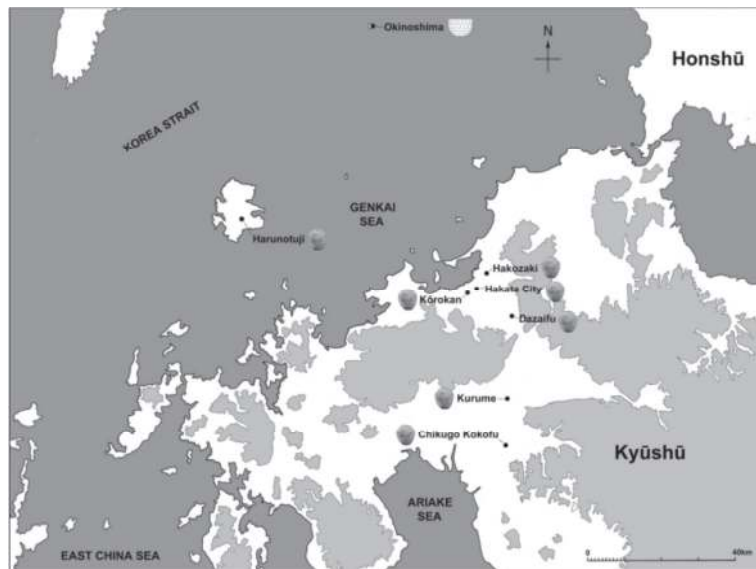 Okinoshima
N
Honshū
KOREA STRAIT
GENKAI
SEA
Harunotuji
Hakozaki
Hakata City
Kōrokan
Dazaifu
Kurume
Chikugo Kokofu
Kyūshū
ARIAKE
SEA
EAST CHINA SEA
0
40km